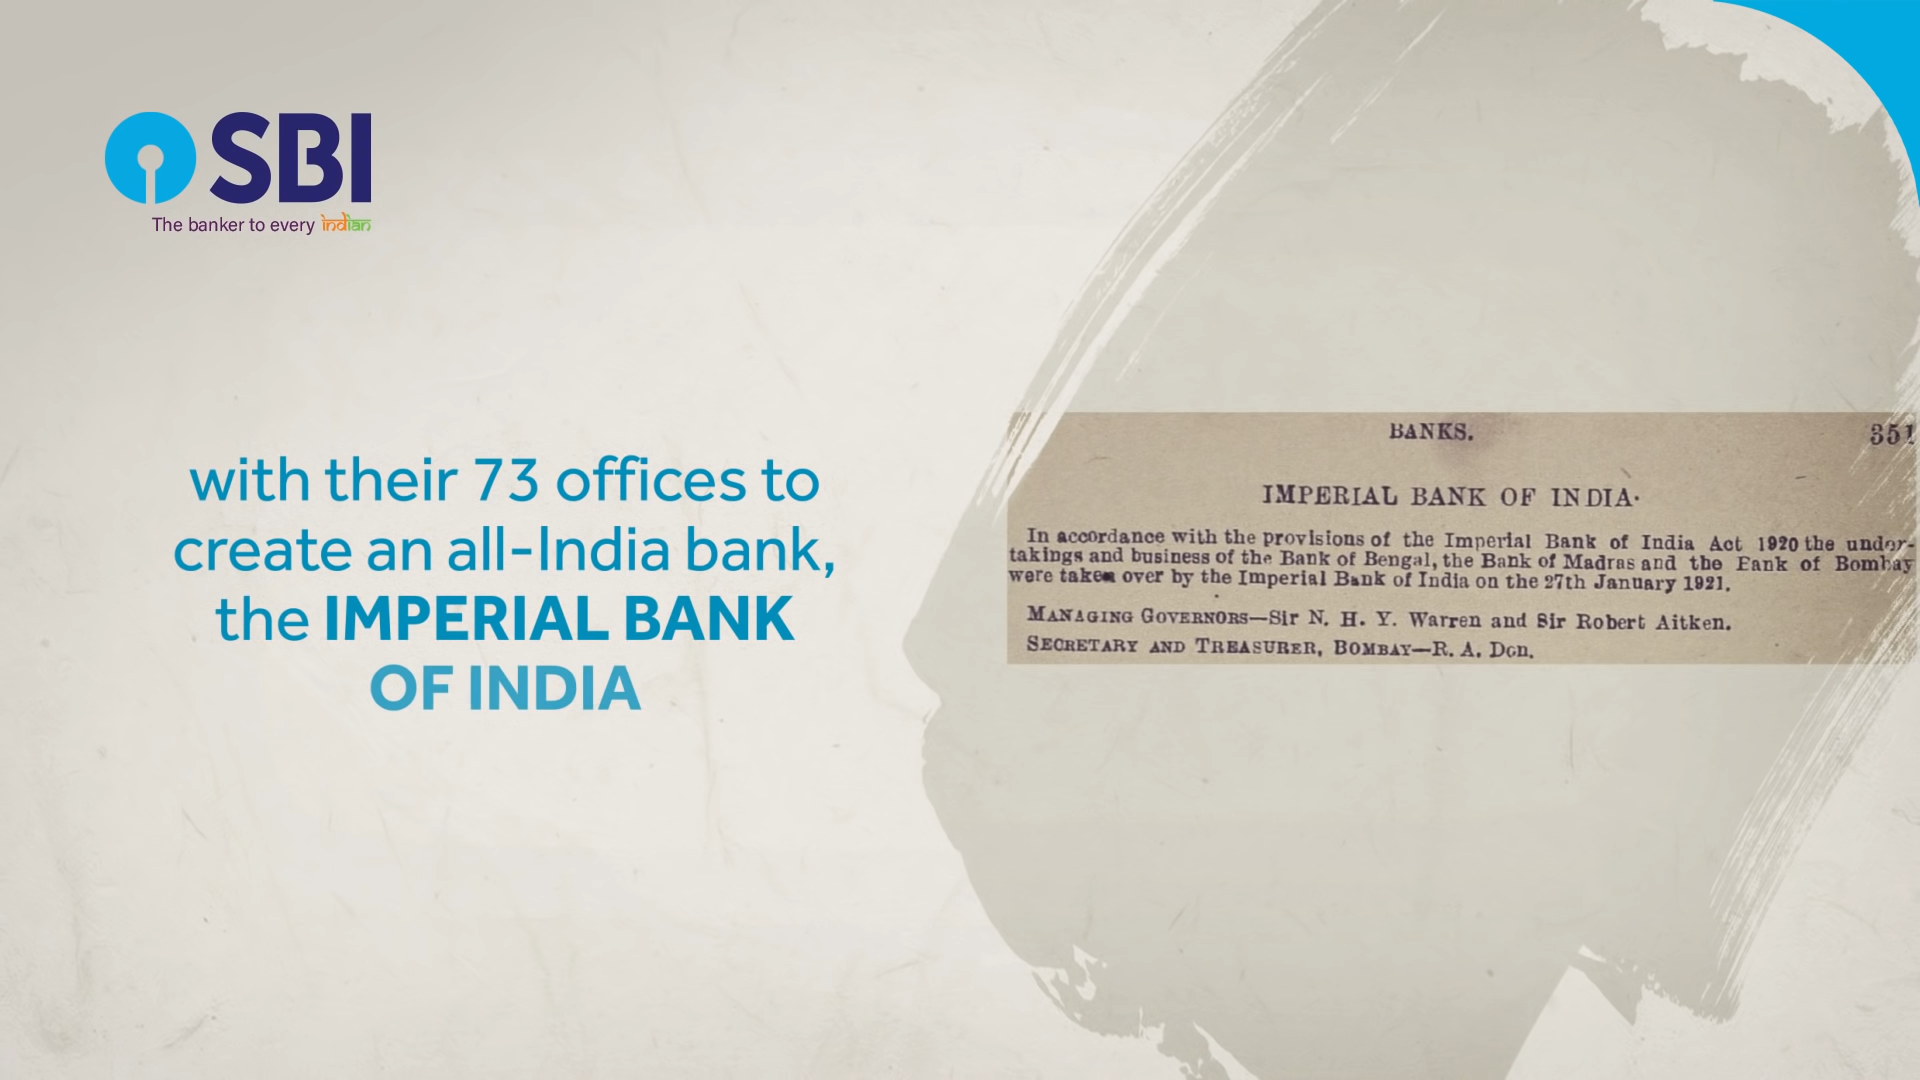 SBI
The banker to every indian
with their 73 offices to
create an all-India bank,
the IMPERIAL BANK
OF INDIA
BANKS.
351
IMPERIAL BANK OF INDIA.
In accordance with the provisions of the Imperial Bank of India Act 1920 the under-
takings and business of the Bank of Bengal, the Bank of Madras and the Bank of Bombay
were taken over by the Imperial Bank of India on the 27th January 1921.
MANAGING GOVERNORS—Sir N. H. Y. Warren and Sir Robert Aitken.
SECRETARY AND TREASURER, BOMBAY—R. A. Don.